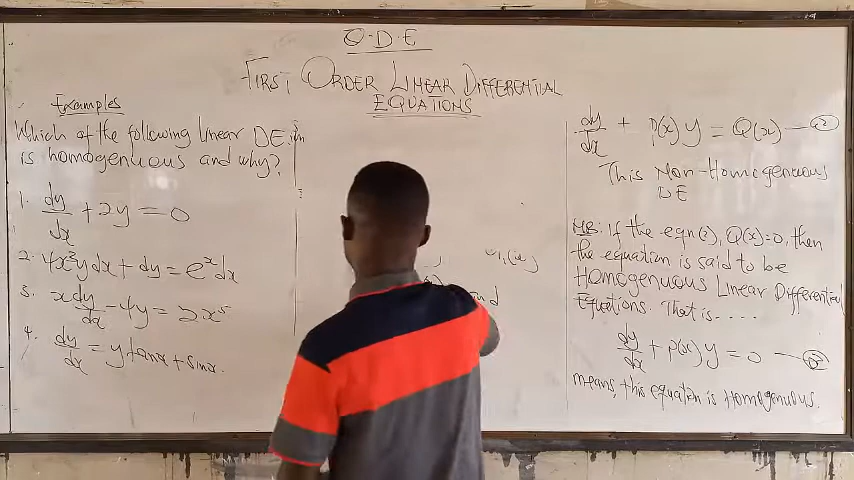 O.D.E
FIRST ORDER LINEAR DIFFERENTIAL
EQUATIONS
Examples
Which of the following linear DE
is homogenuous and why?
1. dy/dx + 2y = 0
2. 4x²y dx + dy = eˣ dx
3. x dy/dx - 4y = 2x⁵
4. dy/dx = y tanx + sinx.
dy/dx + P(x) y = Q(x) — (2)
This Non-Homogenuous
DE
NB: If the eqn(2), Q(x)=0, then
the equation is said to be
Homogenuous Linear Differential
Equations. That is.....
dy/dx + P(x) y = 0 —
means, this equation is Homogenuous.